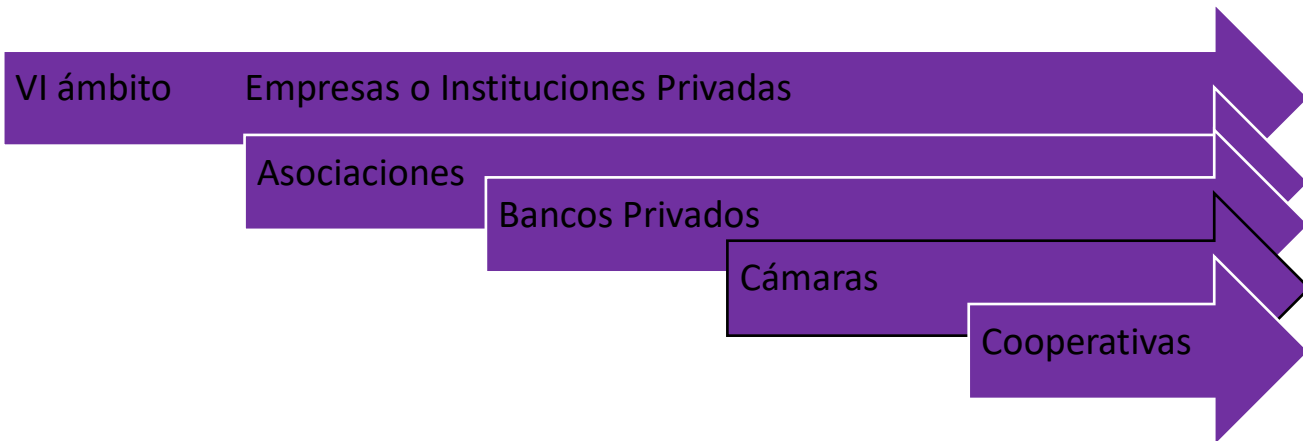 VI ámbito Empresas o Instituciones Privadas
Asociaciones
Bancos Privados
Cámaras
Cooperativas